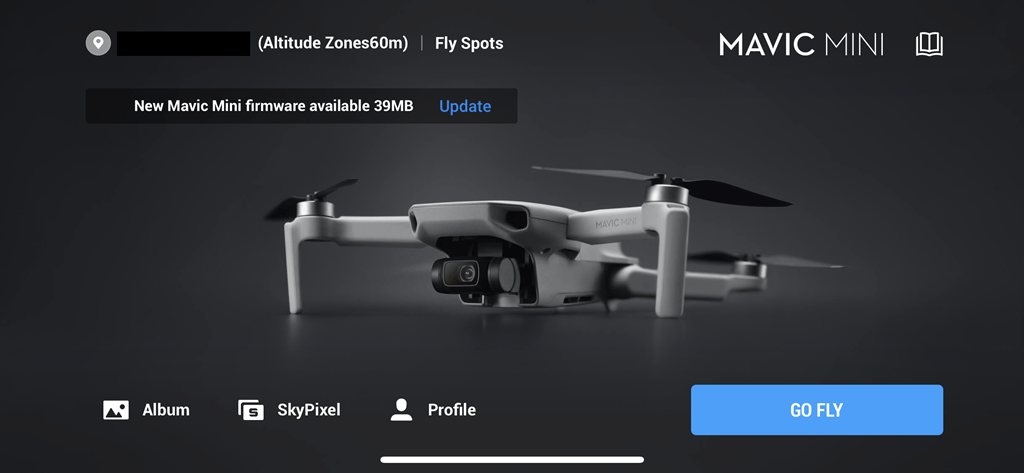 (Altitude Zones60m) | Fly Spots
MAVIC MINI
New Mavic Mini firmware available 39MB Update
MAVIC MINI
S
Album SkyPixel Profile
GO FLY